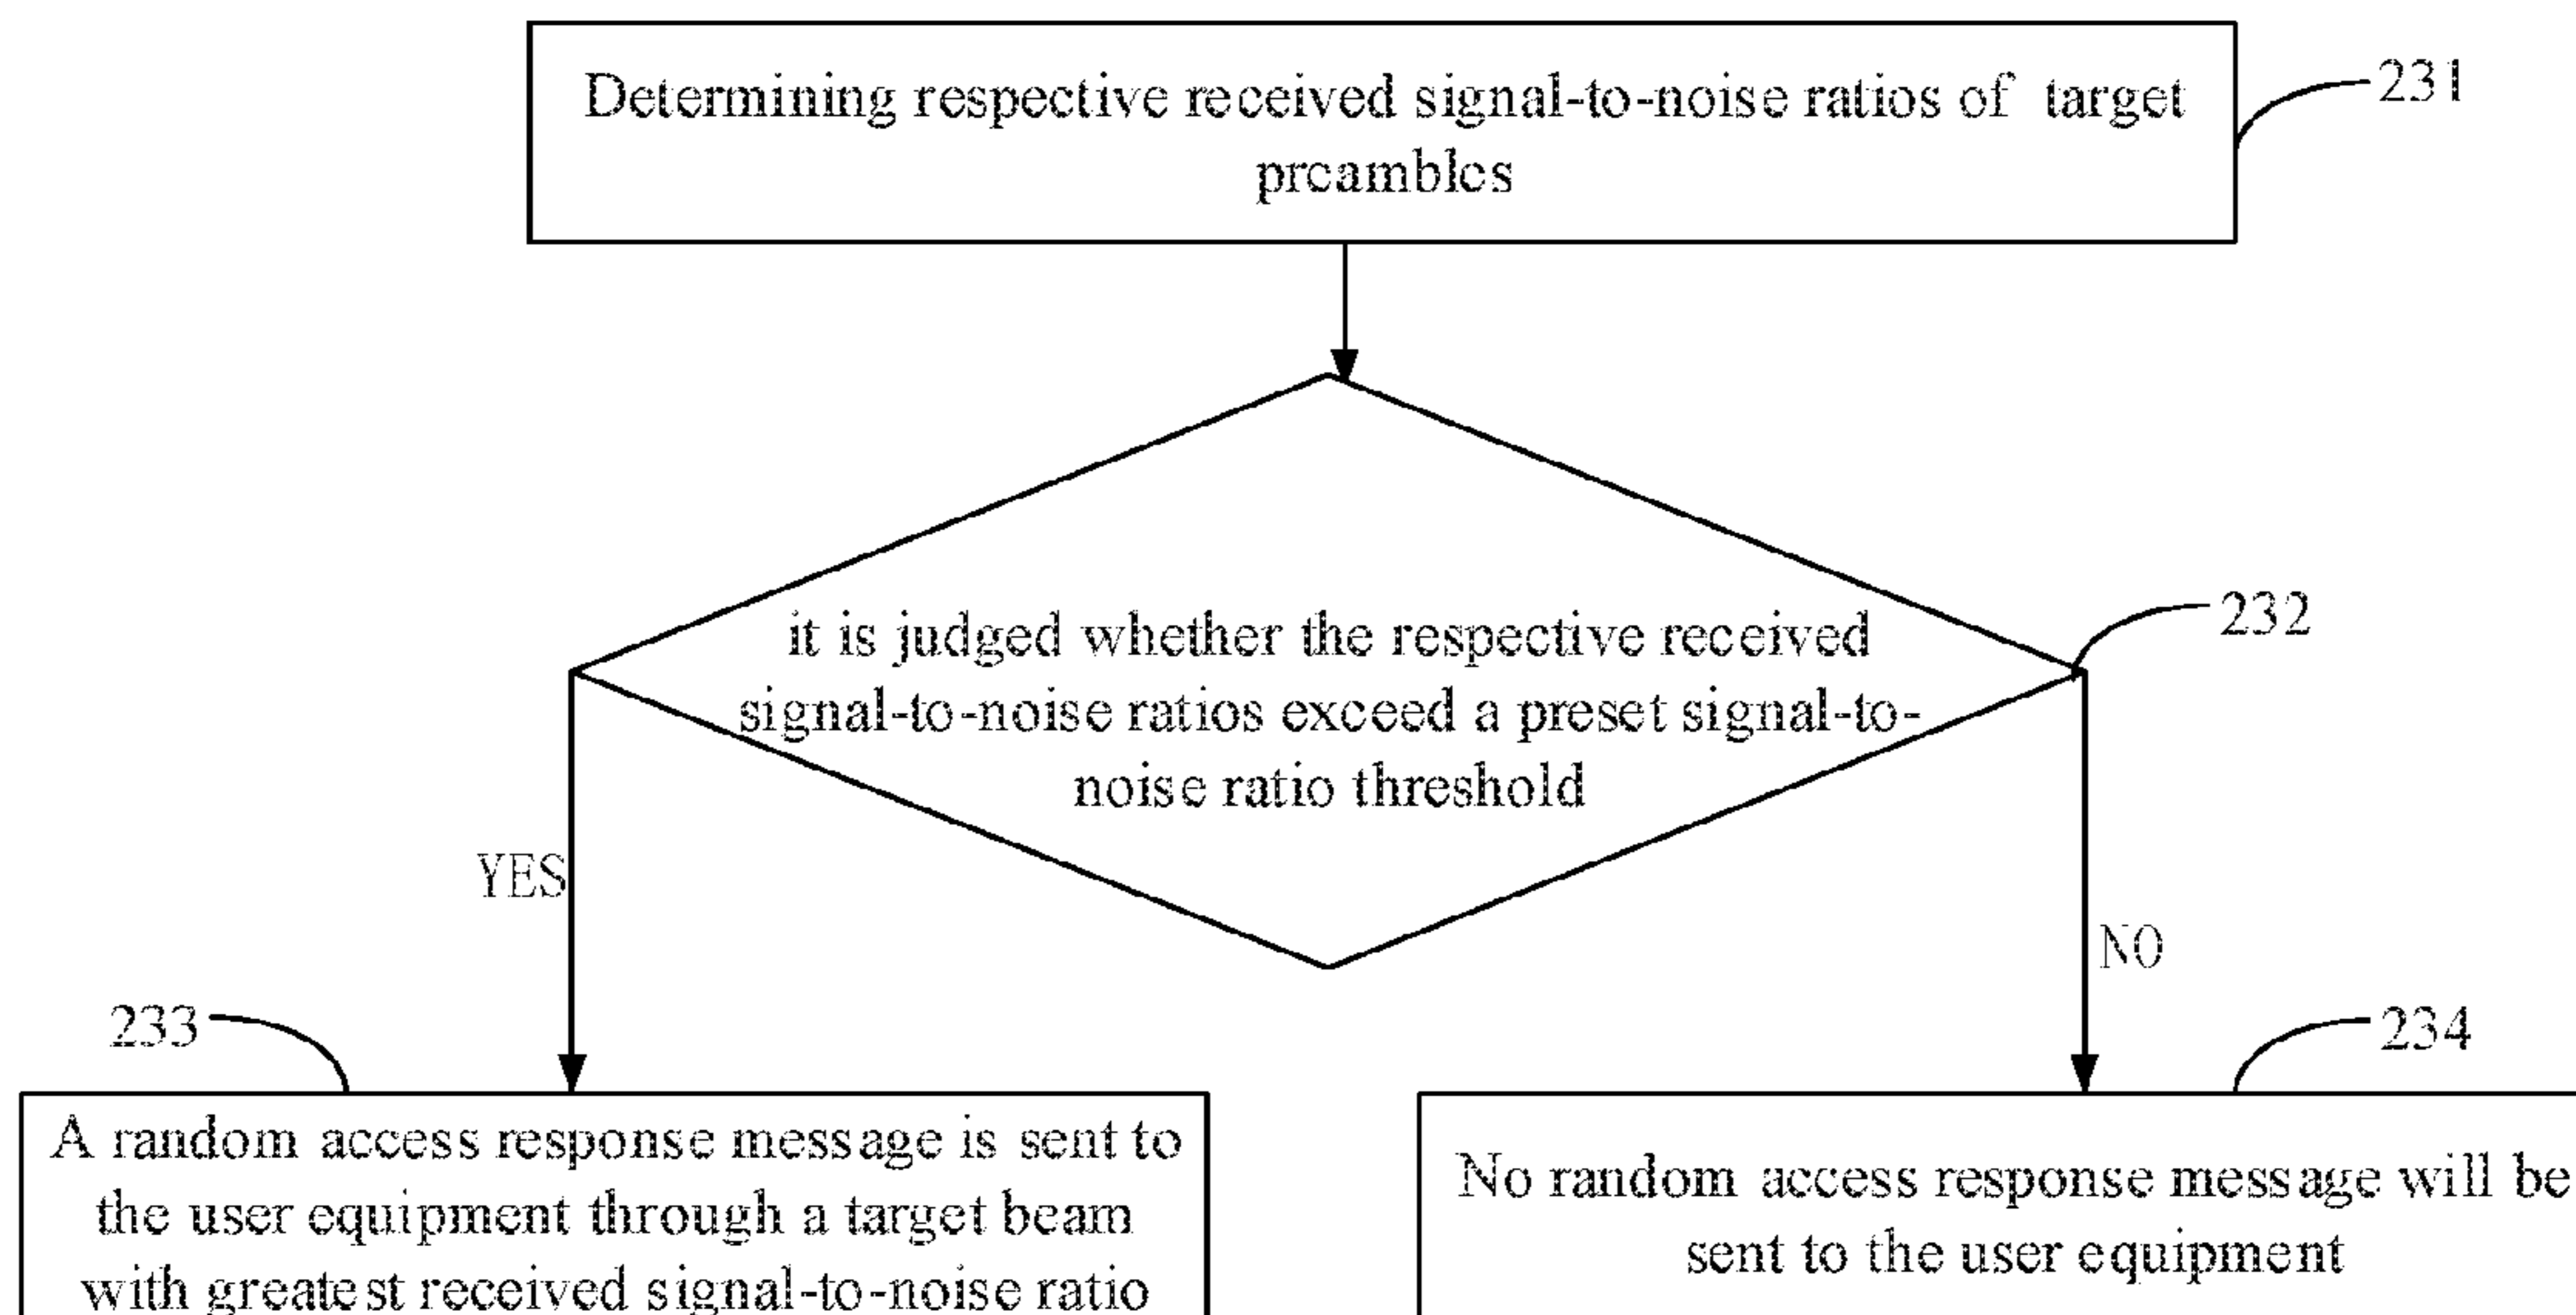 Determining respective received signal-to-noise ratios of target
preambles
231
it is judged whether the respective received
signal-to-noise ratios exceed a preset signal-to-
noise ratio threshold
232
YES
NO
233
A random access response message is sent to
the user equipment through a target beam
with greatest received signal-to-noise ratio
234
No random access response message will be
sent to the user equipment